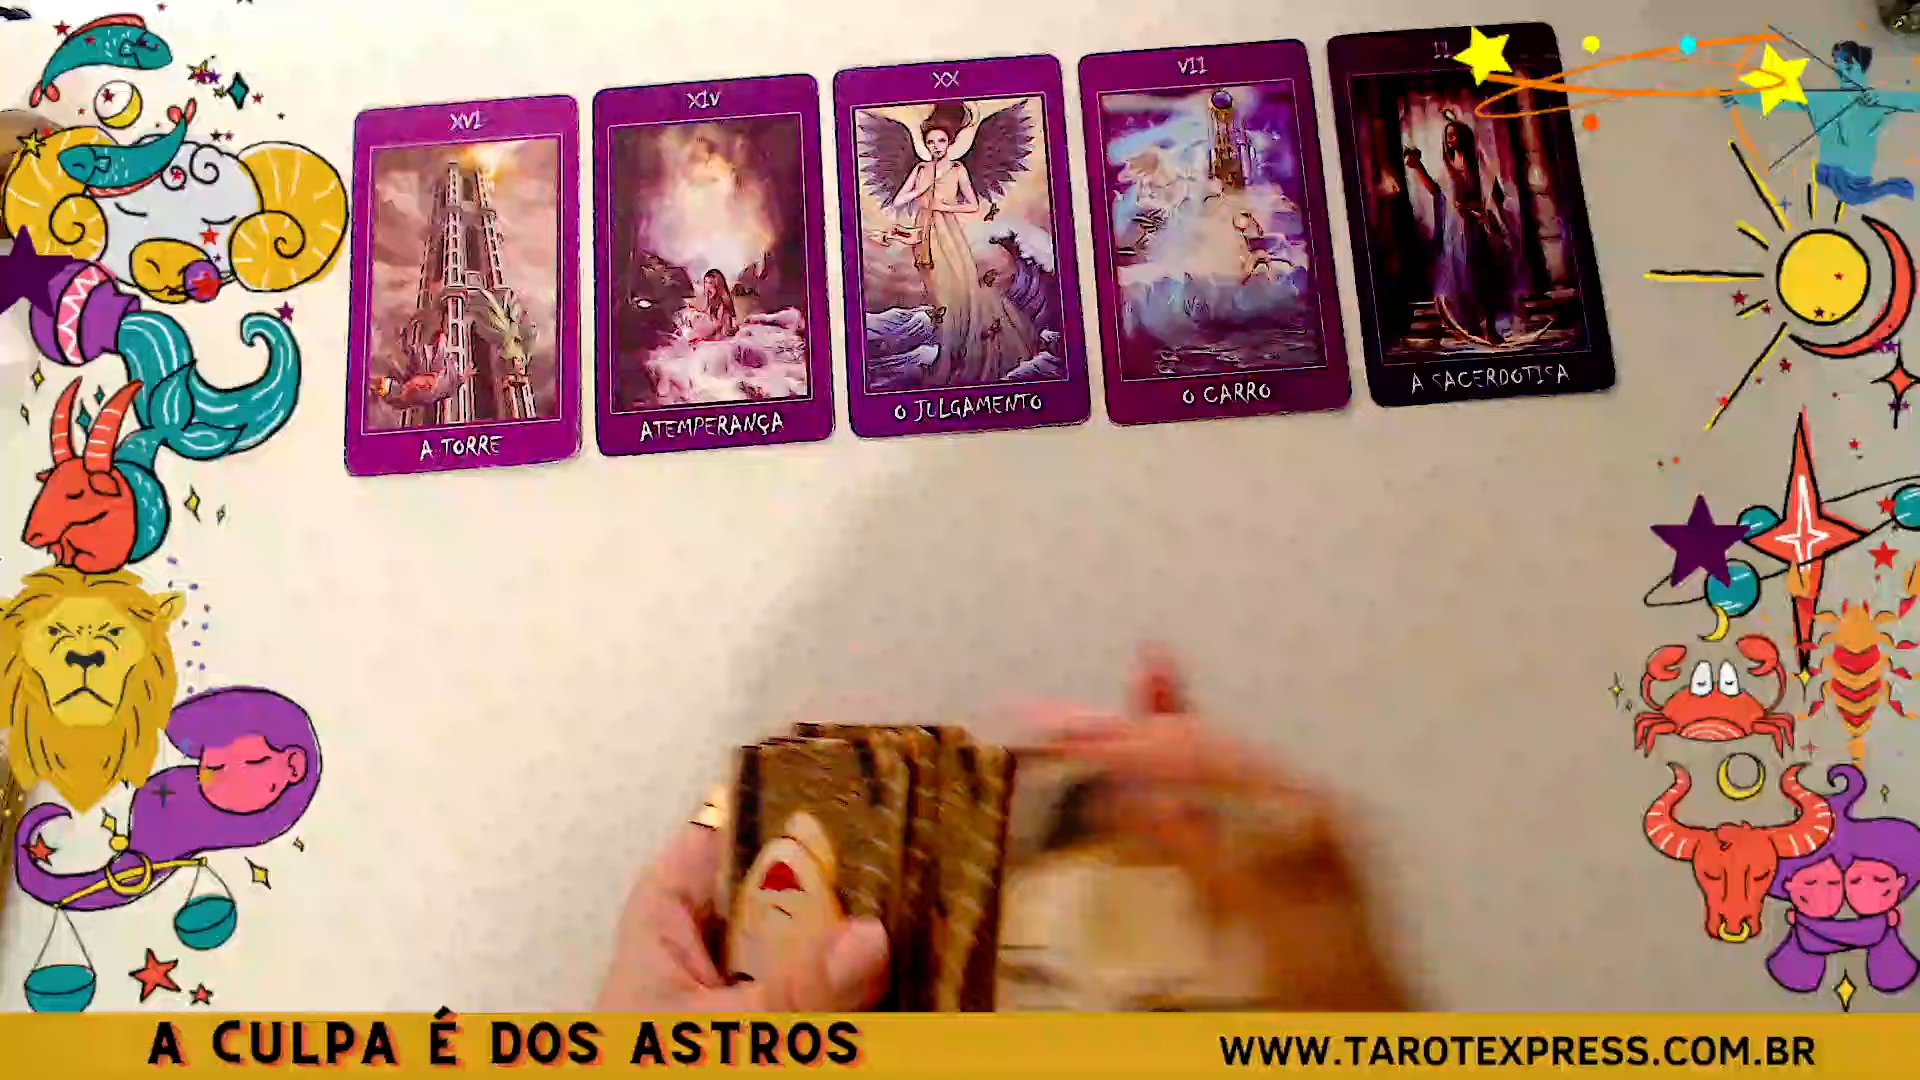 XVI
A TORRE
XIV
ATEMPERANÇA
XX
O JULGAMENTO
VII
O CARRO
II
A SACERDOTISA
A CULPA É DOS ASTROS
WWW.TAROTEXPRESS.COM.BR